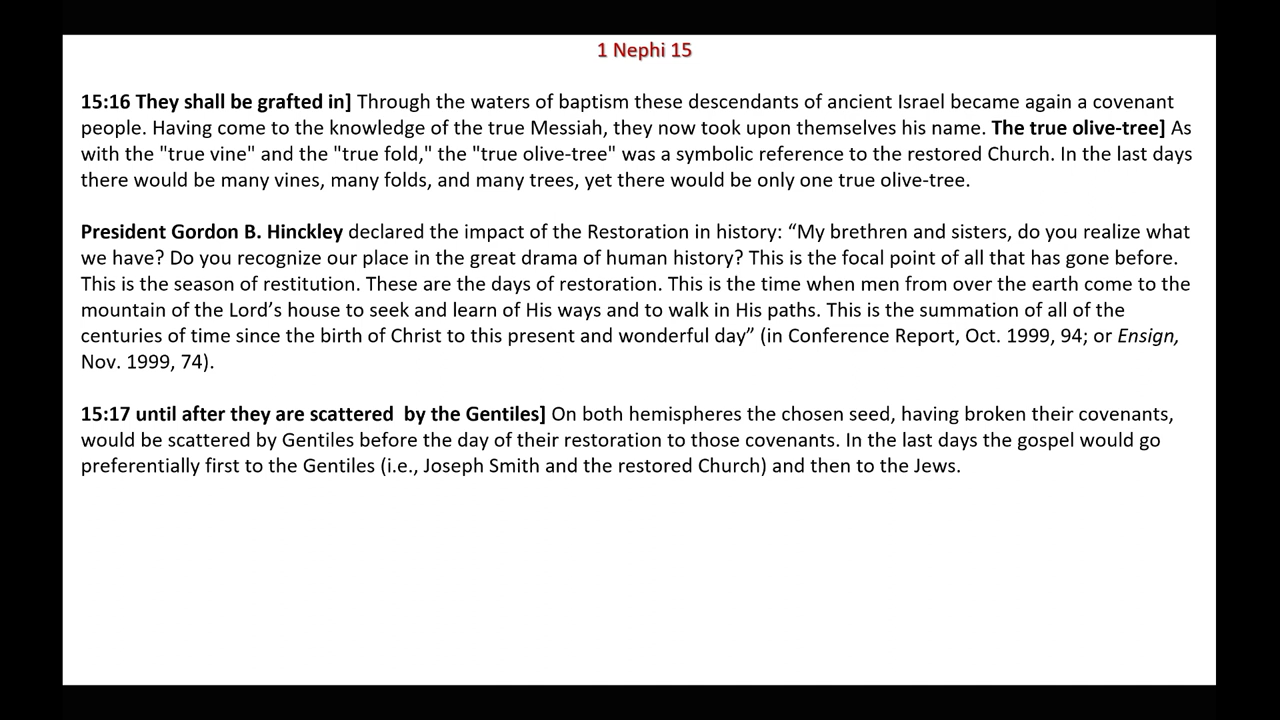 1 Nephi 15
15:16 They shall be grafted in] Through the waters of baptism these descendants of ancient Israel became again a covenant
people. Having come to the knowledge of the true Messiah, they now took upon themselves his name. The true olive-tree] As
with the "true vine" and the "true fold," the "true olive-tree" was a symbolic reference to the restored Church. In the last days
there would be many vines, many folds, and many trees, yet there would be only one true olive-tree.
President Gordon B. Hinckley declared the impact of the Restoration in history: “My brethren and sisters, do you realize what
we have? Do you recognize our place in the great drama of human history? This is the focal point of all that has gone before.
This is the season of restitution. These are the days of restoration. This is the time when men from over the earth come to the
mountain of the Lord’s house to seek and learn of His ways and to walk in His paths. This is the summation of all of the
centuries of time since the birth of Christ to this present and wonderful day” (in Conference Report, Oct. 1999, 94; or Ensign,
Nov. 1999, 74).
15:17 until after they are scattered  by the Gentiles] On both hemispheres the chosen seed, having broken their covenants,
would be scattered by Gentiles before the day of their restoration to those covenants. In the last days the gospel would go
preferentially first to the Gentiles (i.e., Joseph Smith and the restored Church) and then to the Jews.